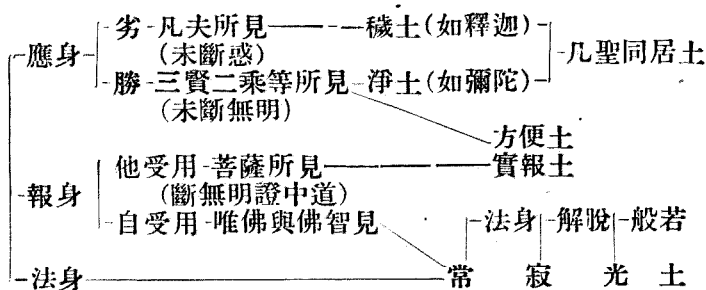 劣 凡夫所見 穢土(如釋迦)
應身 凡聖同居土
(未斷惑)
勝 三賢二乘等所見 淨土(如彌陀)
(未斷無明)
方便土
他受用 菩薩所見 實報土
報身 (斷無明證中道)
自受用 唯佛與佛智見 法身 解脫 般若
法身 常寂光土